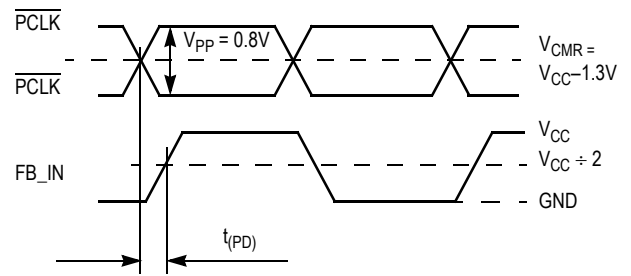 PCLK
V_PP = 0.8V
V_CMR =
V_CC–1.3V
PCLK
V_CC
FB_IN
V_CC ÷ 2
GND
t_(PD)